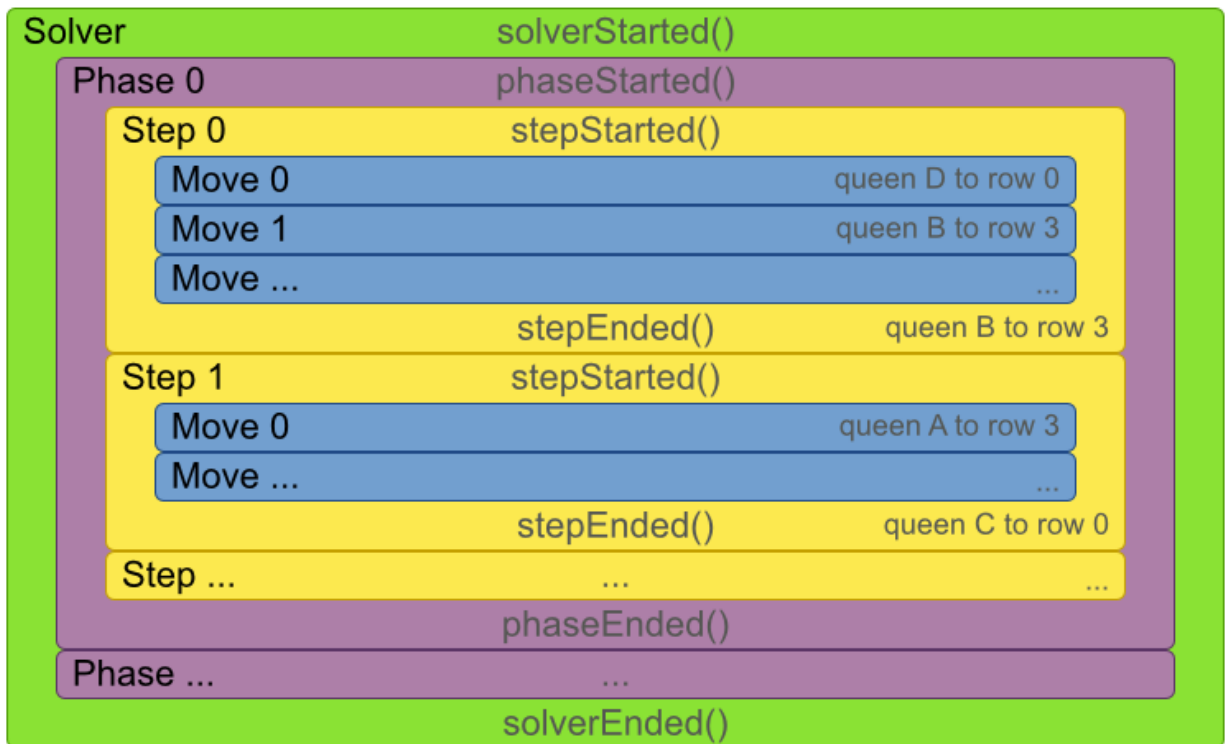 Solver solverStarted()
Phase 0 phaseStarted()
Step 0 stepStarted()
Move 0 queen D to row 0
Move 1 queen B to row 3
Move ... ...
stepEnded() queen B to row 3
Step 1 stepStarted()
Move 0 queen A to row 3
Move ... ...
stepEnded() queen C to row 0
Step ... ... ...
phaseEnded()
Phase ... ...
solverEnded()